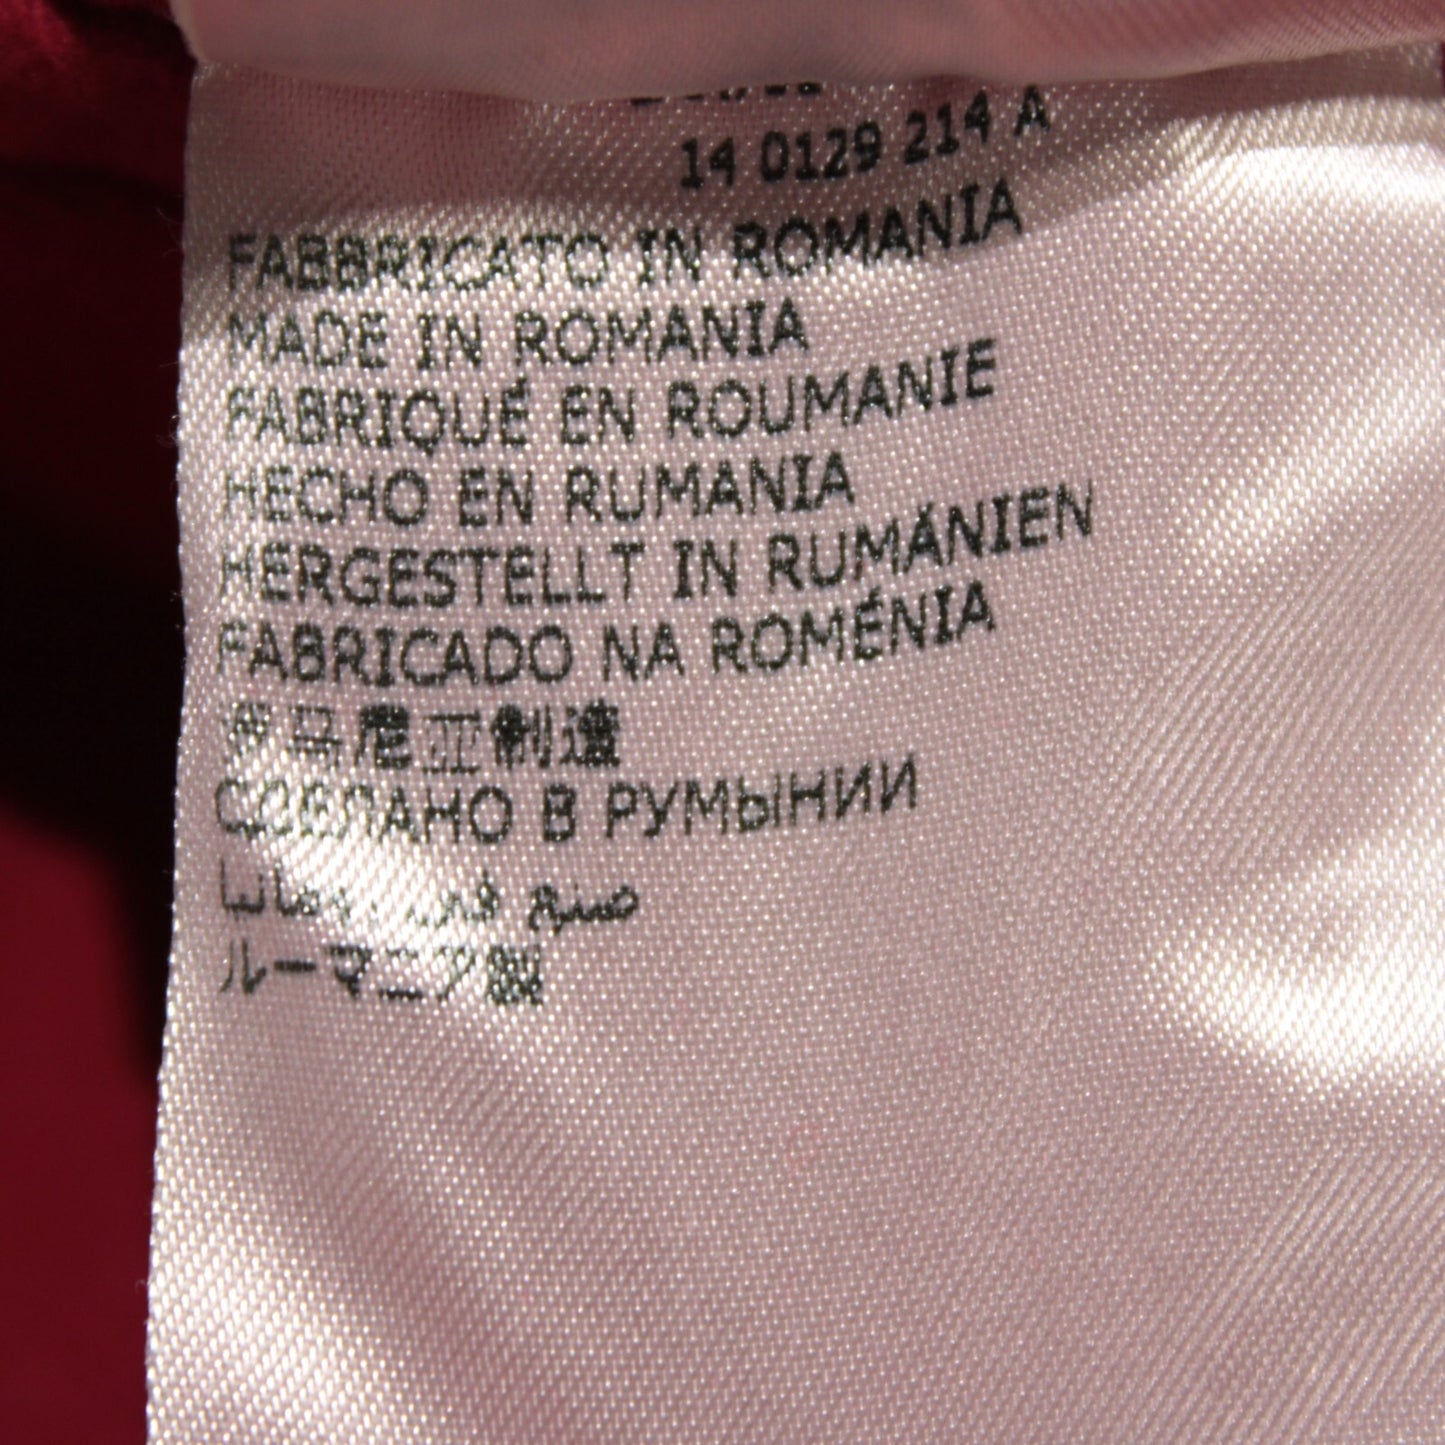 14 0129 214 A
FABBRICATO IN ROMANIA
MADE IN ROMANIA
FABRIQUÉ EN ROUMANIE
HECHO EN RUMANIA
HERGESTELLT IN RUMÁNIEN
FABRICADO NA ROMÉNIA
罗马尼亚制造
СДЕЛАНО В РУМЫНИИ
صنع في رومانيا
ルーマニア製